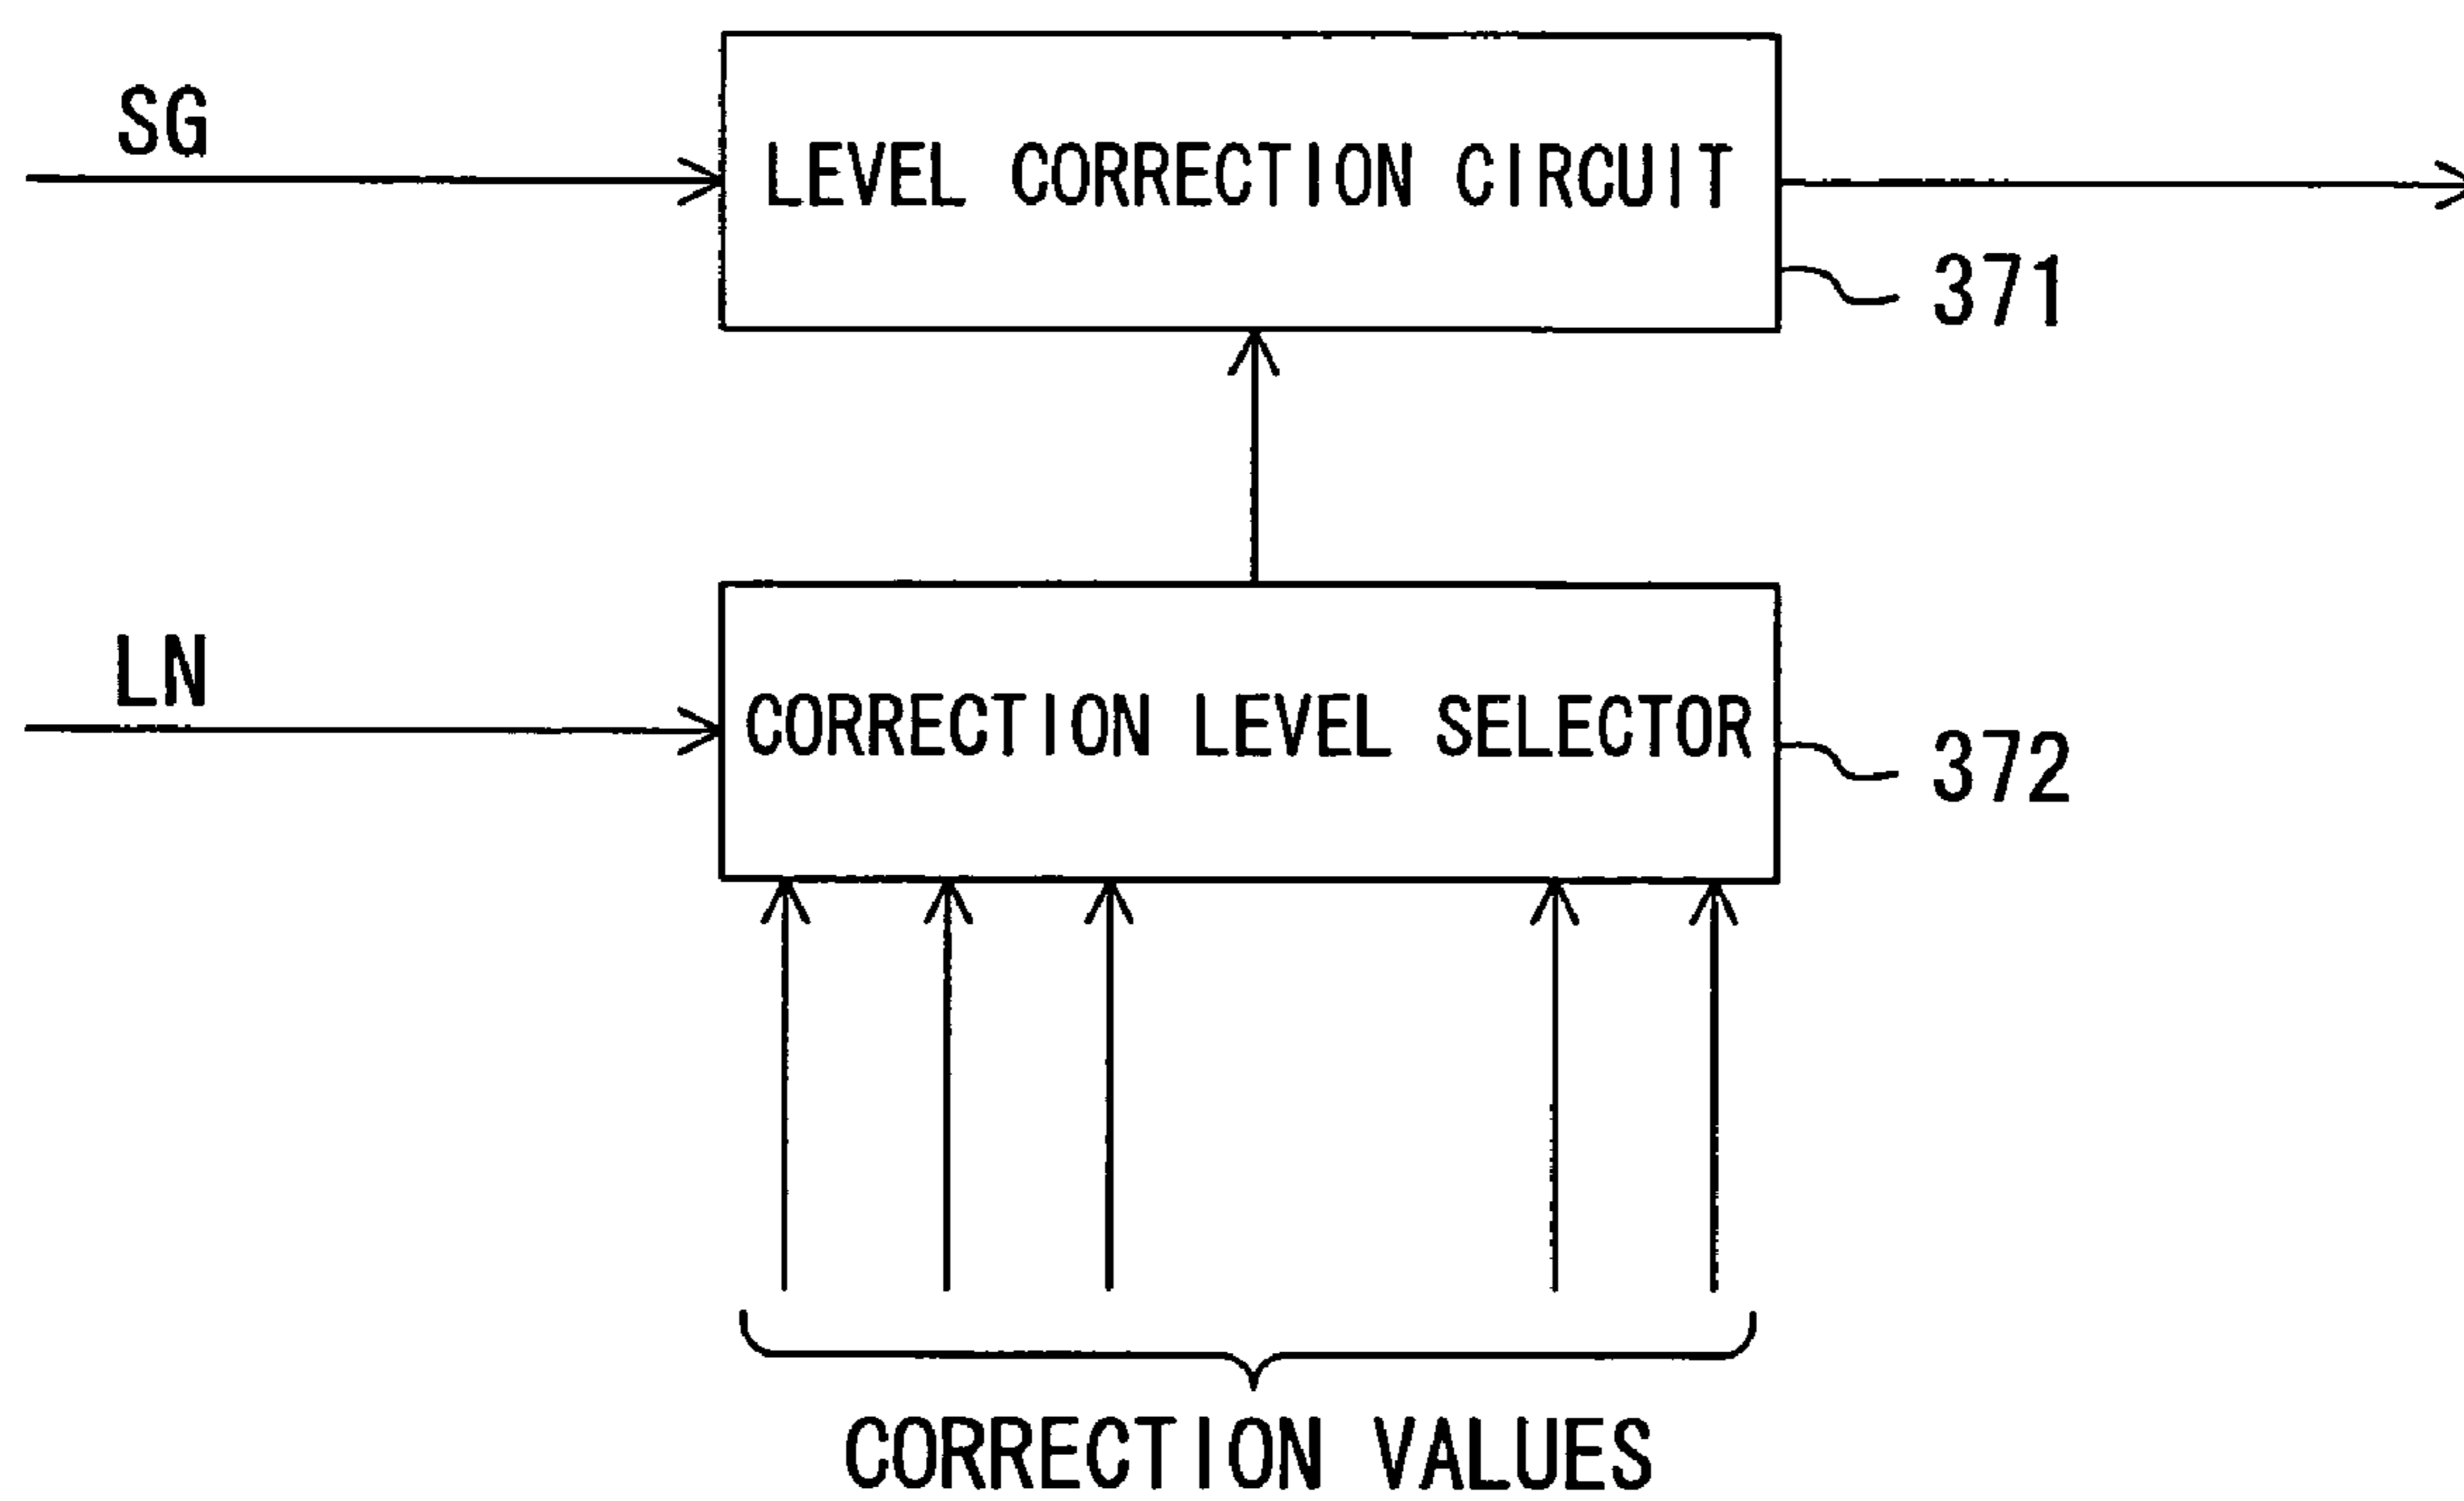 SG
LEVEL CORRECTION CIRCUIT
371
LN
CORRECTION LEVEL SELECTOR
372
CORRECTION VALUES